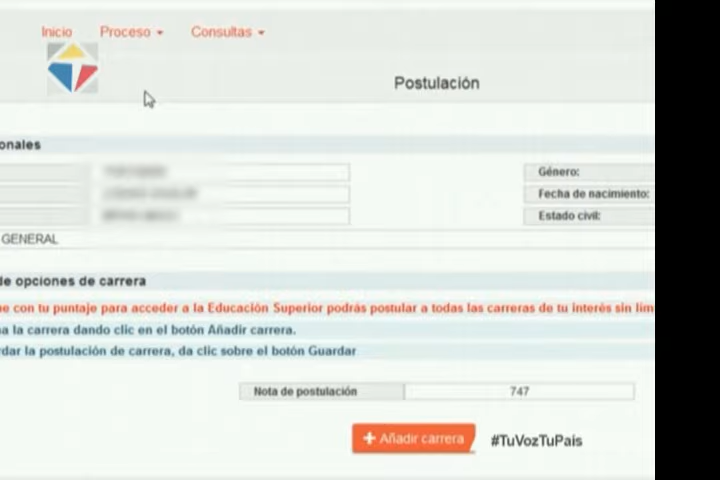 Inicio Proceso Consultas
Postulación
onales
Género:
Fecha de nacimiento:
Estado civil:
GENERAL
de opciones de carrera
ue con tu puntaje para acceder a la Educación Superior podrás postular a todas las carreras de tu interés sin lim
na la carrera dando clic en el botón Añadir carrera.
dar la postulación de carrera, da clic sobre el botón Guardar
Nota de postulación 747
Añadir carrera #TuVozTuPaís